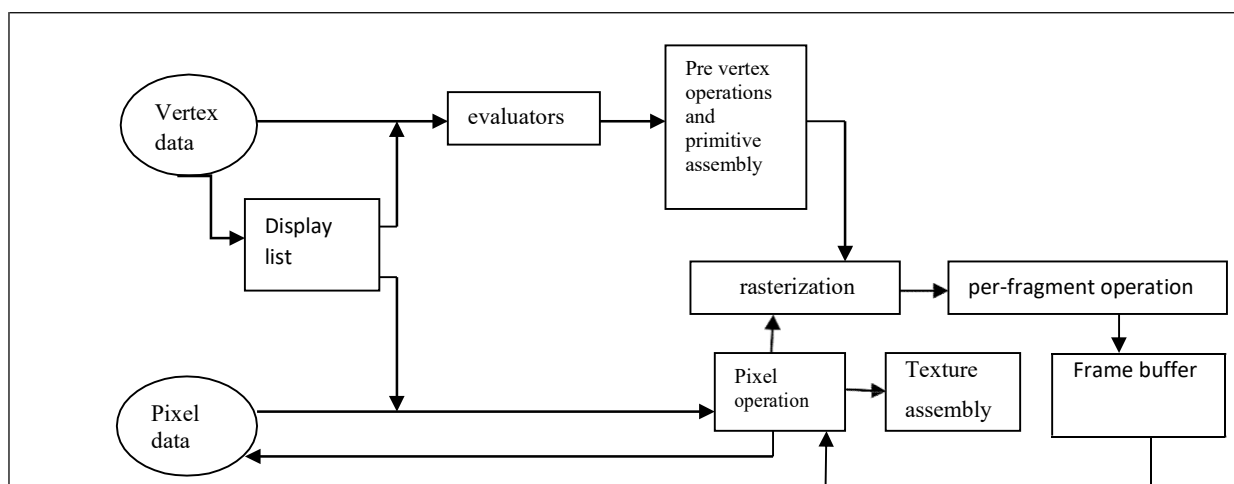 Vertex
data
evaluators
Pre vertex
operations
and
primitive
assembly
Display
list
rasterization
per-fragment operation
Pixel
data
Pixel
operation
Texture
assembly
Frame buffer